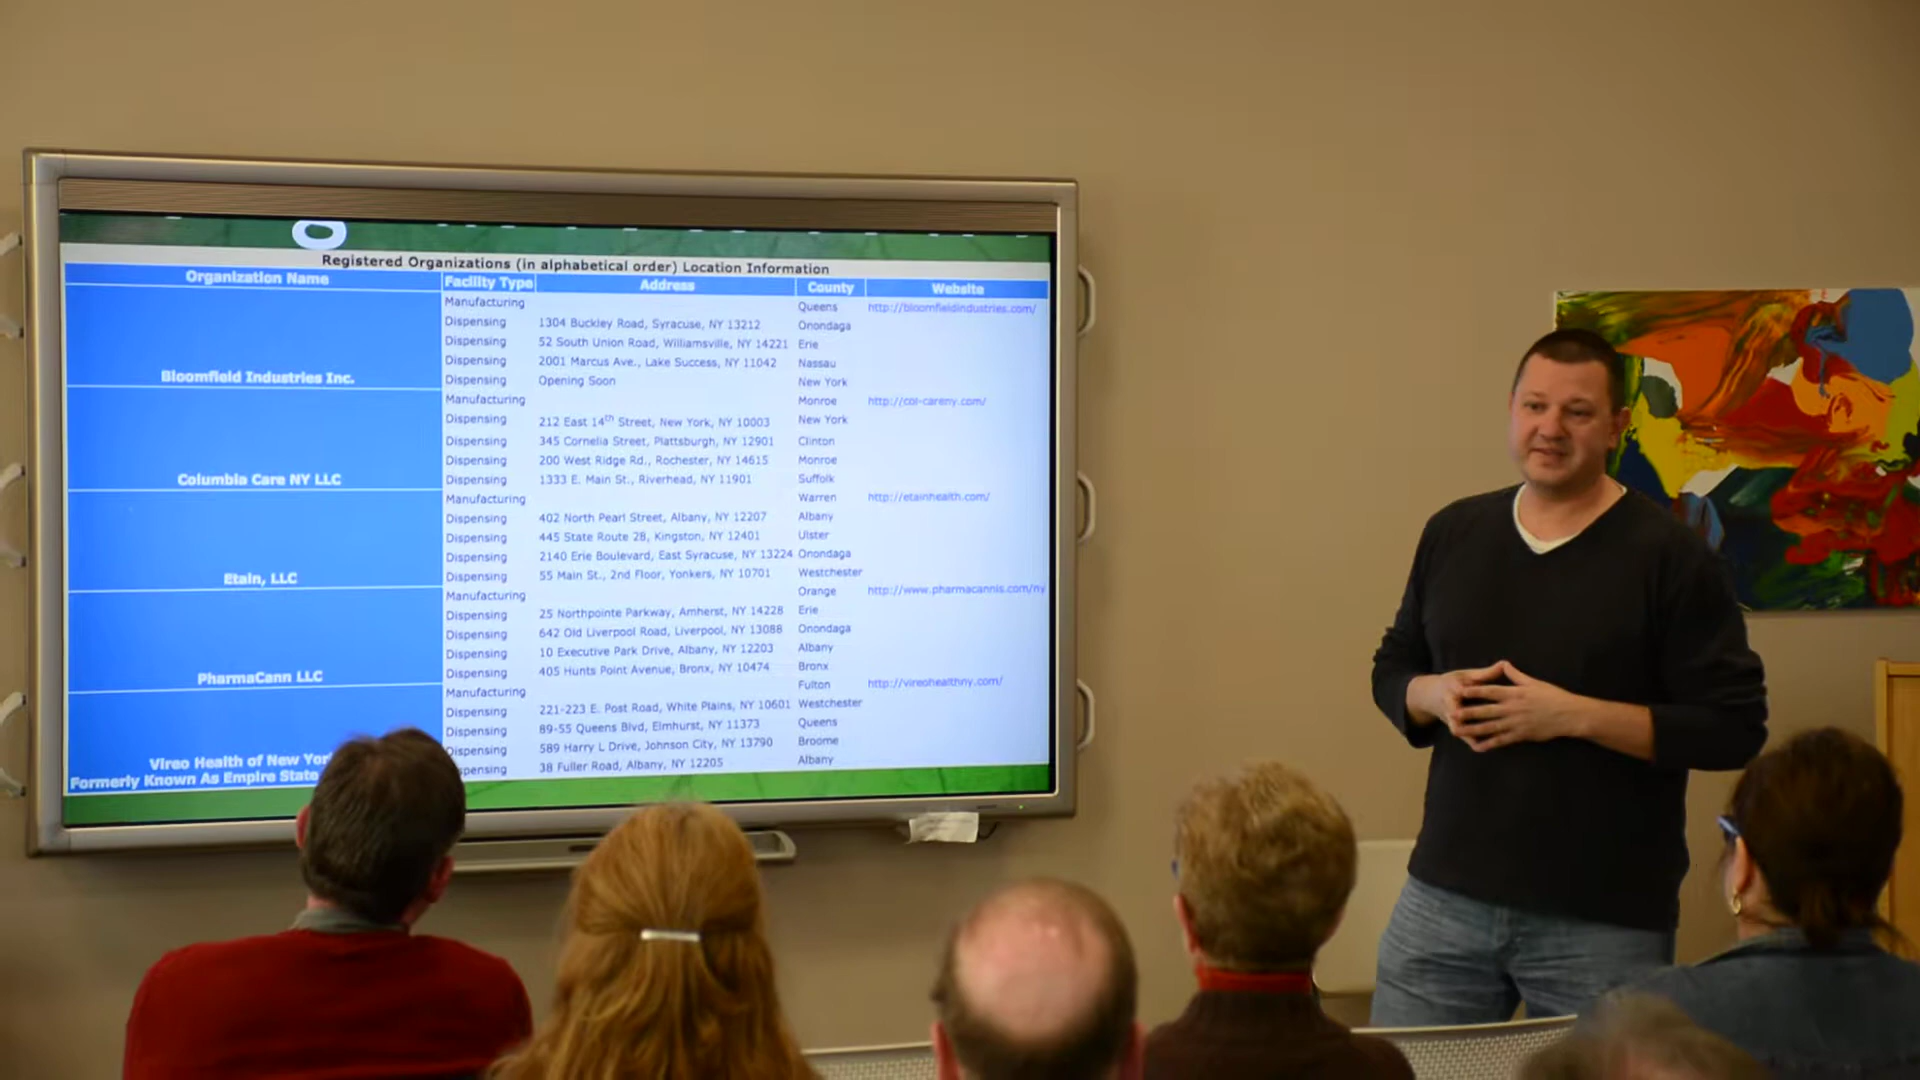 Registered Organizations (in alphabetical order) Location Information
Organization Name Facility Type Address County Website
Manufacturing Queens http://bloomfieldindustries.com/
Dispensing 1304 Buckley Road, Syracuse, NY 13212 Onondaga
Dispensing 52 South Union Road, Williamsville, NY 14221 Erie
Dispensing 2001 Marcus Ave., Lake Success, NY 11042 Nassau
Bloomfield Industries Inc. Dispensing Opening Soon New York
Manufacturing Monroe http://col-careny.com/
Dispensing 212 East 14th Street, New York, NY 10003 New York
Dispensing 345 Cornelia Street, Plattsburgh, NY 12901 Clinton
Dispensing 200 West Ridge Rd., Rochester, NY 14615 Monroe
Columbia Care NY LLC Dispensing 1333 E. Main St., Riverhead, NY 11901 Suffolk
Manufacturing Warren http://etainhealth.com/
Dispensing 402 North Pearl Street, Albany, NY 12207 Albany
Dispensing 445 State Route 28, Kingston, NY 12401 Ulster
Dispensing 2140 Erie Boulevard, East Syracuse, NY 13224 Onondaga
Etain, LLC Dispensing 55 Main St., 2nd Floor, Yonkers, NY 10701 Westchester
Manufacturing Orange http://www.pharmacannis.com/ny
Dispensing 25 Northpointe Parkway, Amherst, NY 14228 Erie
Dispensing 642 Old Liverpool Road, Liverpool, NY 13088 Onondaga
Dispensing 10 Executive Park Drive, Albany, NY 12203 Albany
PharmaCann LLC Dispensing 405 Hunts Point Avenue, Bronx, NY 10474 Bronx
Manufacturing Fulton http://vireohealthny.com/
Dispensing 221-223 E. Post Road, White Plains, NY 10601 Westchester
Dispensing 89-55 Queens Blvd, Elmhurst, NY 11373 Queens
Vireo Health of New York Dispensing 589 Harry L Drive, Johnson City, NY 13790 Broome
Formerly Known As Empire State Dispensing 38 Fuller Road, Albany, NY 12205 Albany